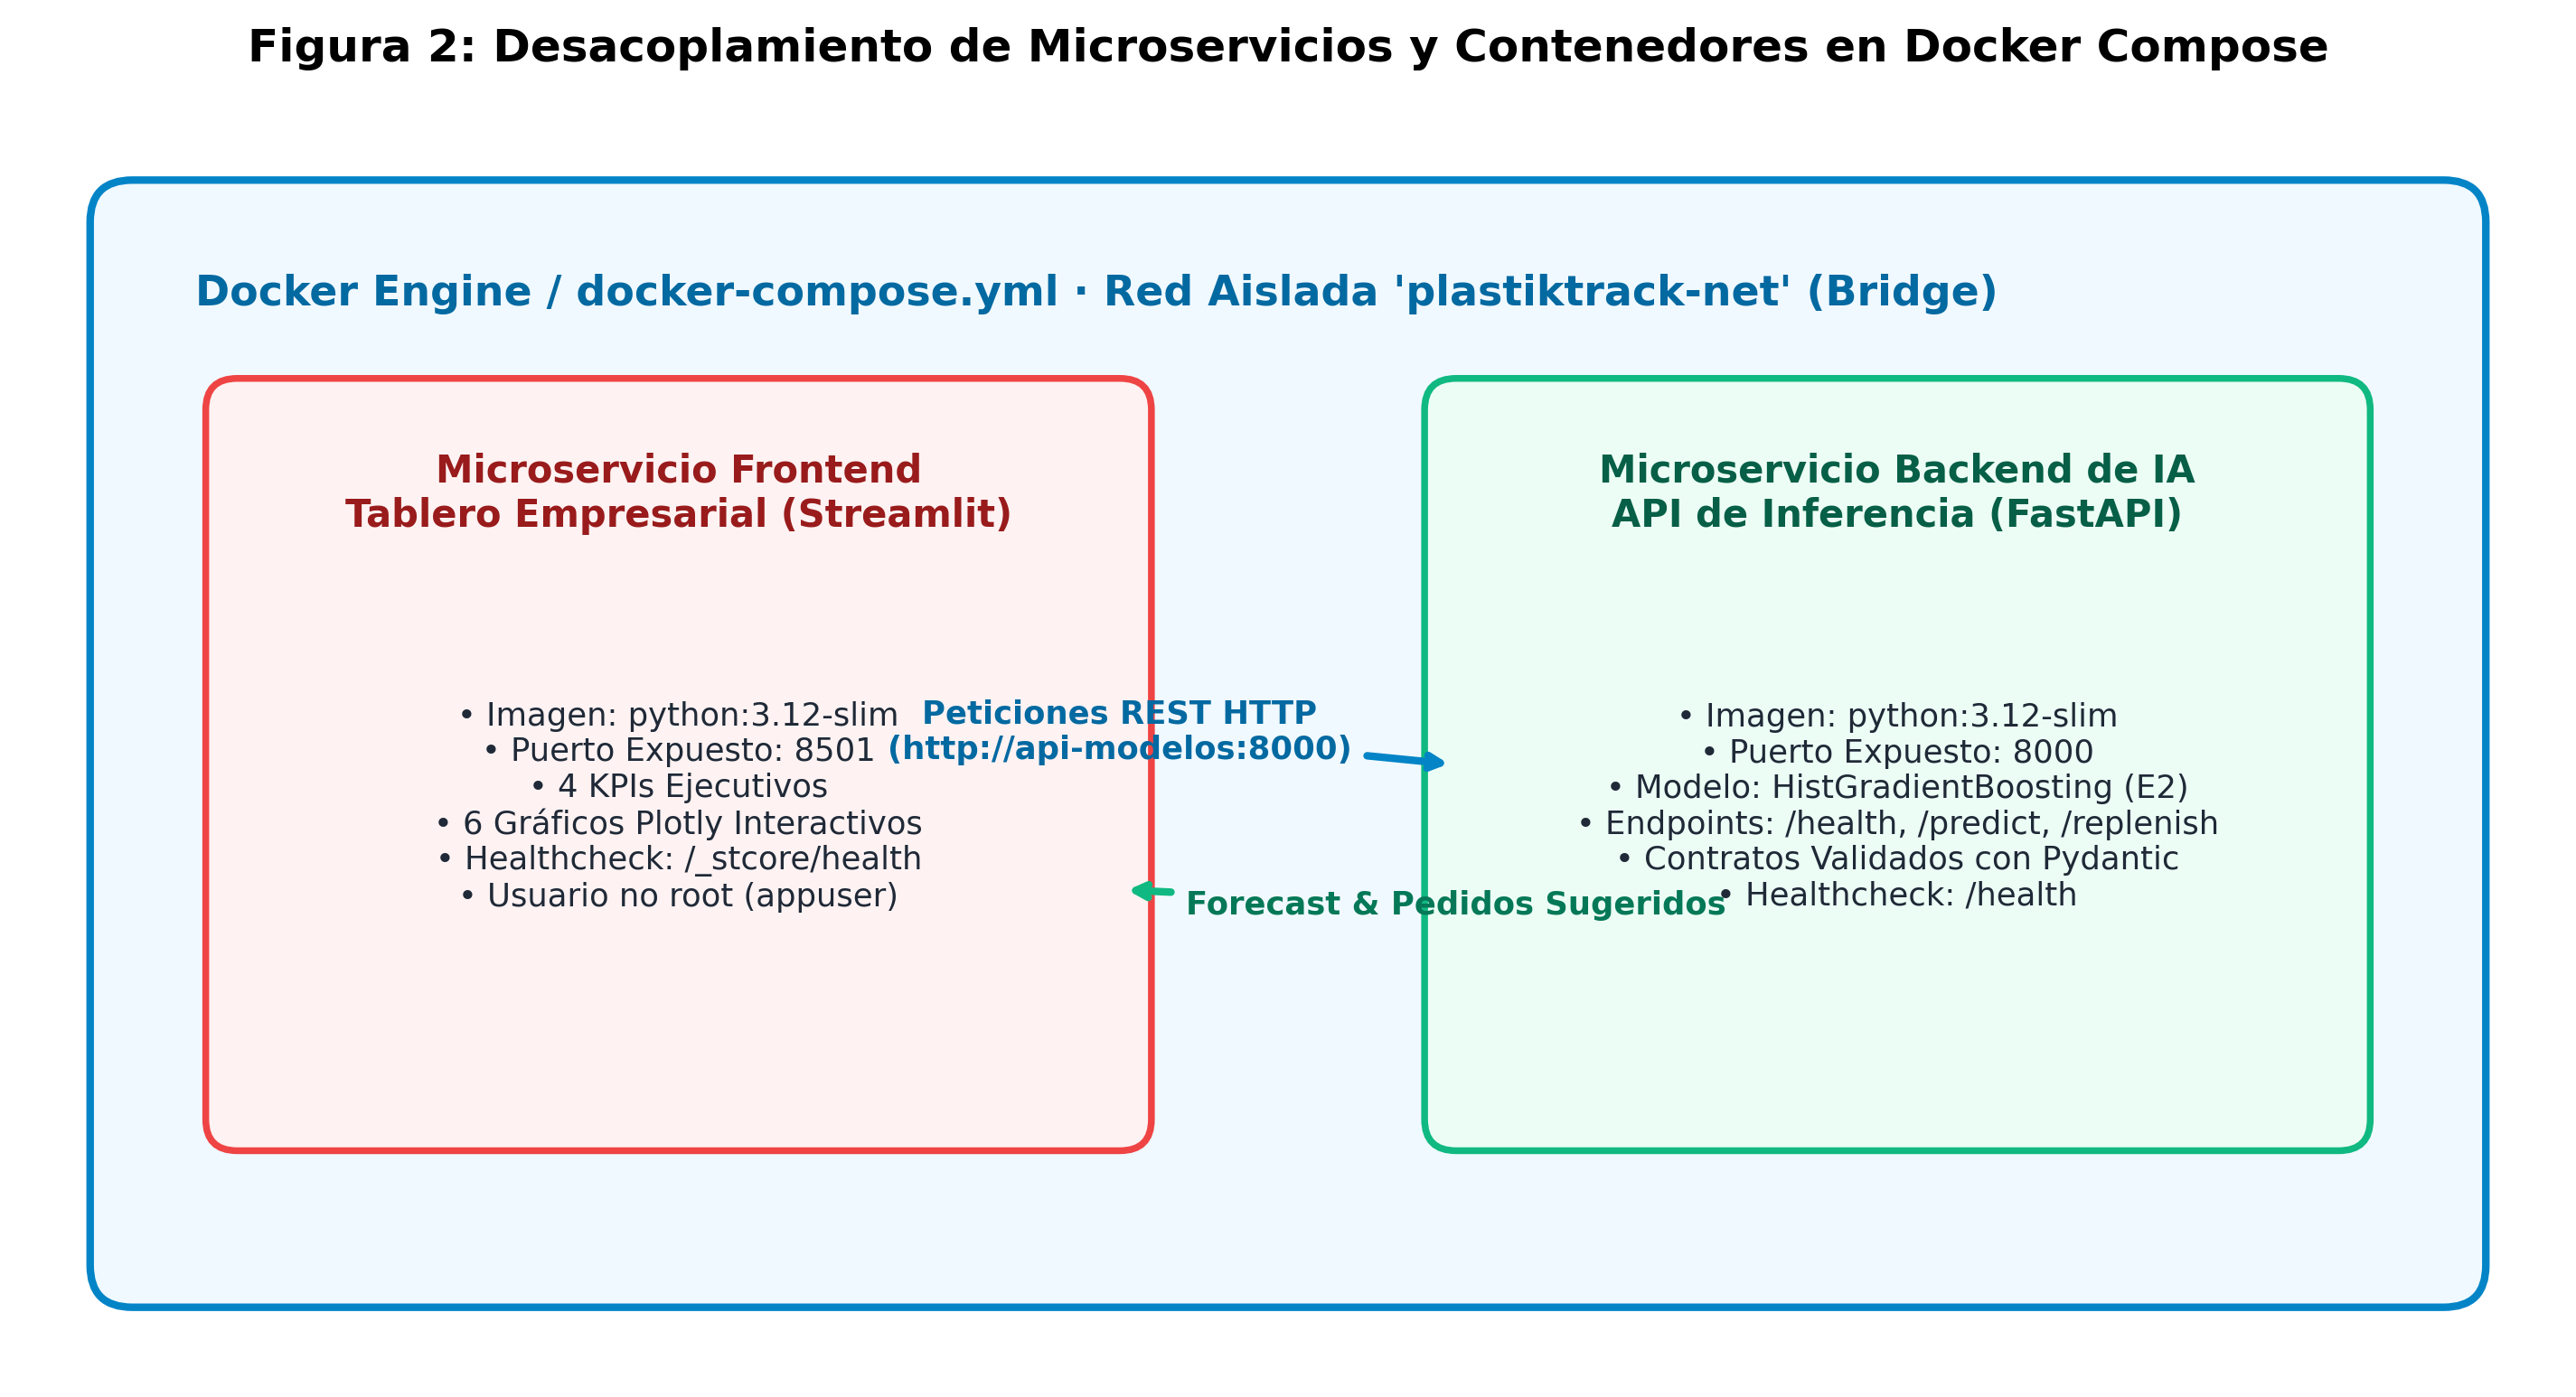 Figura 2: Desacoplamiento de Microservicios y Contenedores en Docker Compose
Docker Engine / docker-compose.yml · Red Aislada 'plastiktrack-net' (Bridge)
Microservicio Frontend
Tablero Empresarial (Streamlit)
• Imagen: python:3.12-slim
• Puerto Expuesto: 8501
• 4 KPIs Ejecutivos
• 6 Gráficos Plotly Interactivos
• Healthcheck: /_stcore/health
• Usuario no root (appuser)
Peticiones REST HTTP
(http://api-modelos:8000)
Forecast & Pedidos Sugeridos
Microservicio Backend de IA
API de Inferencia (FastAPI)
• Imagen: python:3.12-slim
• Puerto Expuesto: 8000
• Modelo: HistGradientBoosting (E2)
• Endpoints: /health, /predict, /replenish
• Contratos Validados con Pydantic
• Healthcheck: /health